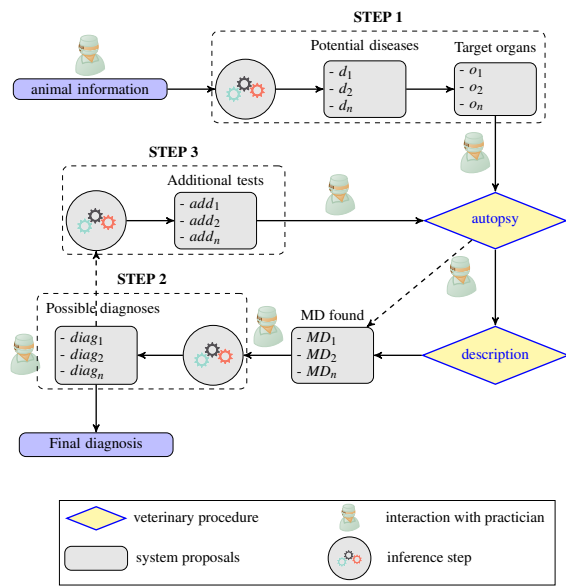 STEP 1
Potential diseases
Target organs
animal information
- d1
- d2
- dn
- o1
- o2
- on
STEP 3
Additional tests
- add1
- add2
- addn
autopsy
STEP 2
Possible diagnoses
MD found
- diag1
- diag2
- diagn
- MD1
- MD2
- MDn
description
Final diagnosis
veterinary procedure
interaction with practician
system proposals
inference step